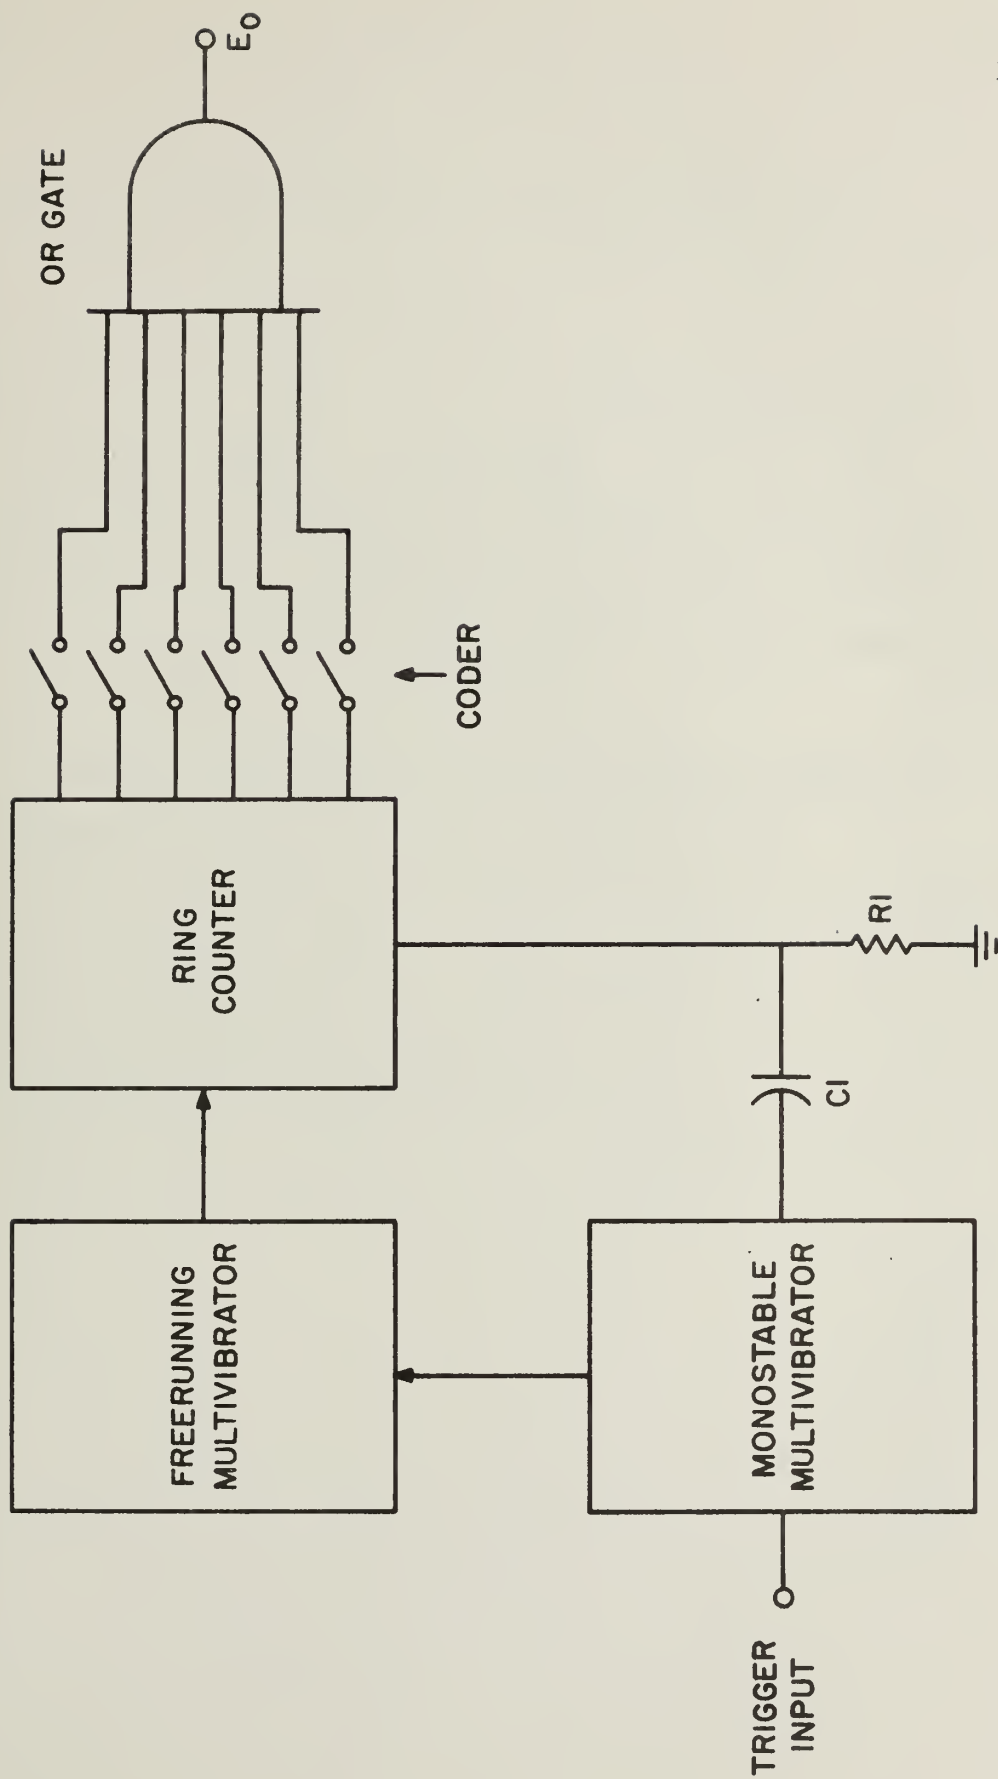 OR GATE
E₀
CODER
RING
COUNTER
R1
C1
FREERUNNING
MULTIVIBRATOR
MONOSTABLE
MULTIVIBRATOR
TRIGGER
INPUT